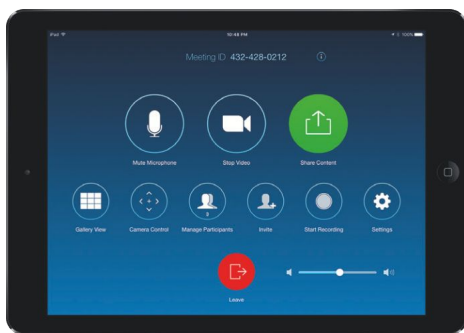 iPad 10:46 PM 100%
Meeting ID 432-428-0212
Mute Microphone Stop Video Share Content
Gallery View Camera Control Manage Participants Invite Start Recording Settings
3
Leave